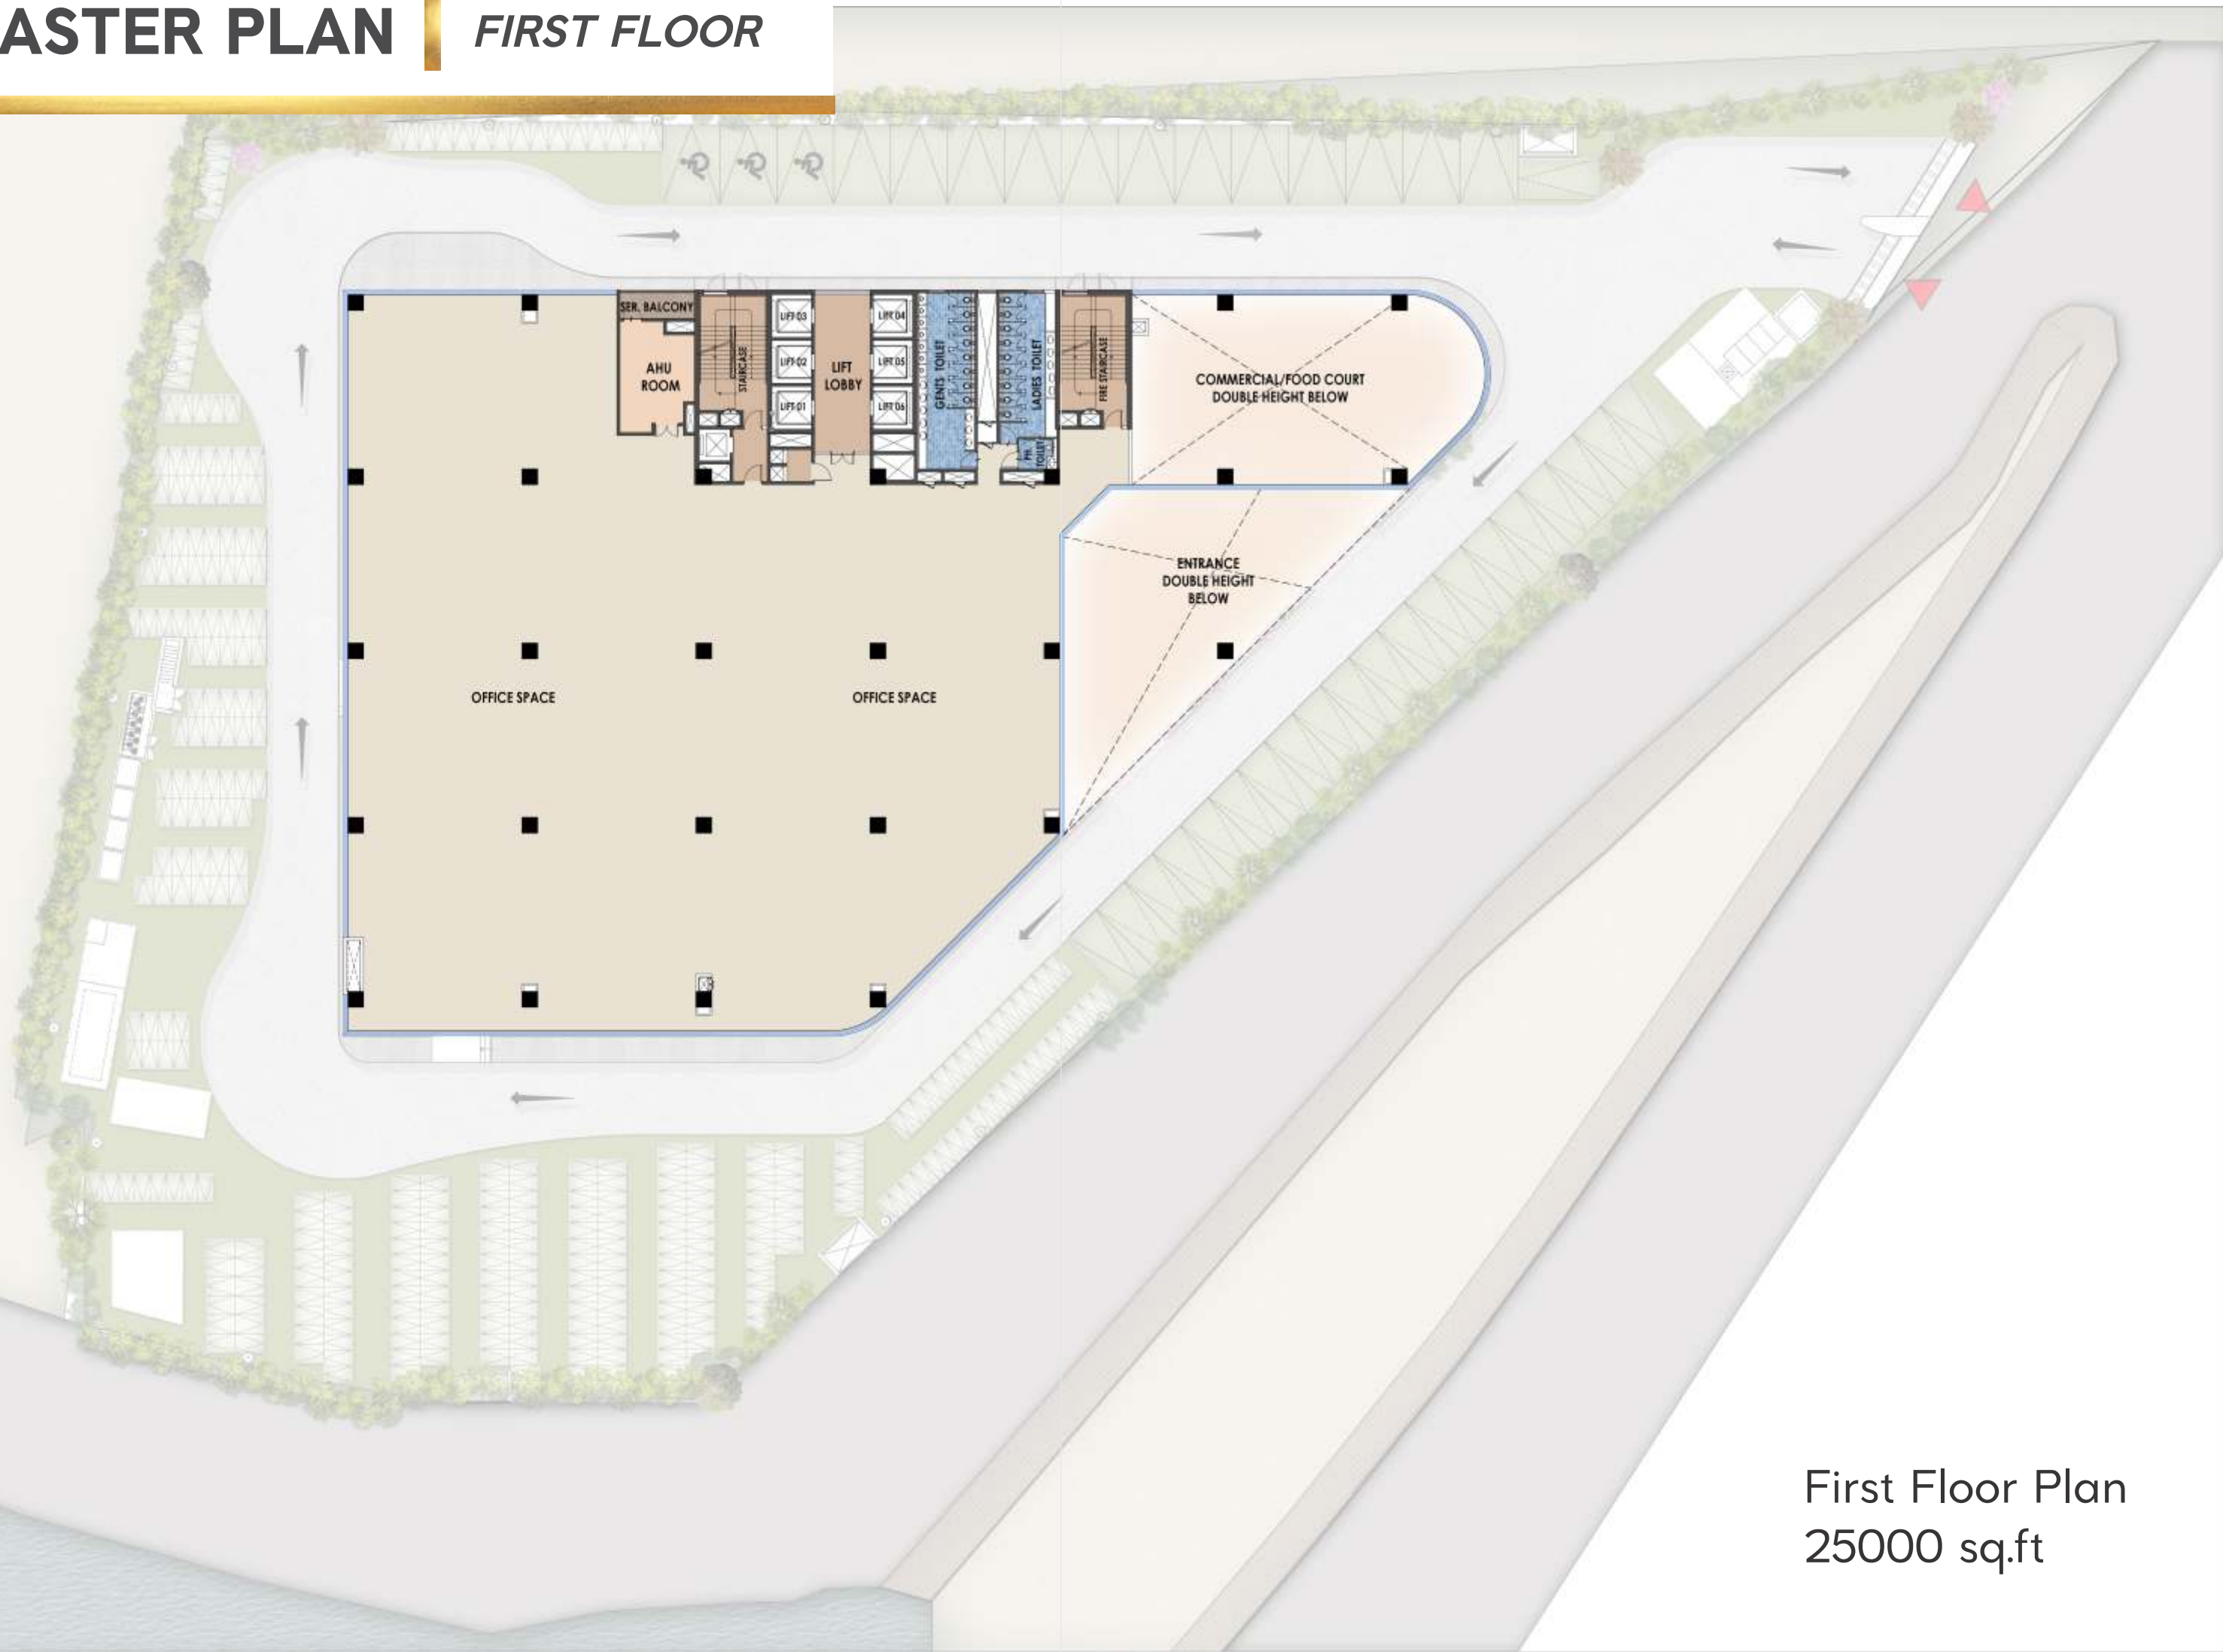 ASTER PLAN
FIRST FLOOR
SER. BALCONY
AHU
ROOM
STAIRCASE
LIFT 03
LIFT 02
LIFT 01
LIFT
LOBBY
LIFT 04
LIFT 05
LIFT 06
GENTS TOILET
LADIES TOILET
PH.
TOILET
FIRE STAIRCASE
COMMERCIAL/FOOD COURT
DOUBLE HEIGHT BELOW
ENTRANCE
DOUBLE HEIGHT
BELOW
OFFICE SPACE
OFFICE SPACE
First Floor Plan
25000 sq.ft